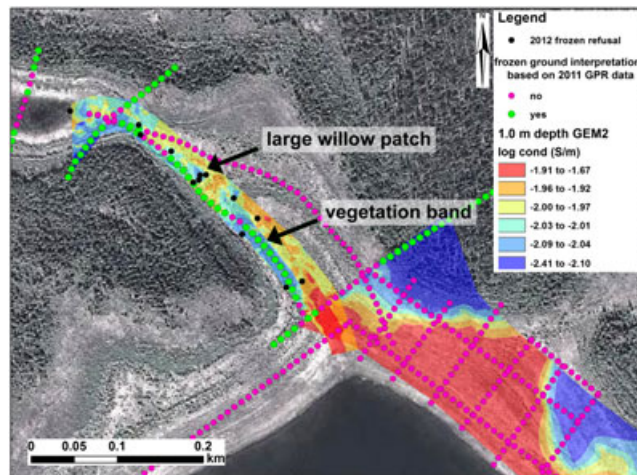 Legend
2012 frozen refusal
frozen ground interpretation
based on 2011 GPR data
no
yes
1.0 m depth GEM2
log cond (S/m)
-1.91 to -1.67
-1.96 to -1.92
-2.00 to -1.97
-2.03 to -2.01
-2.09 to -2.04
-2.41 to -2.10
large willow patch
vegetation band
0 0.05 0.1 0.2
km